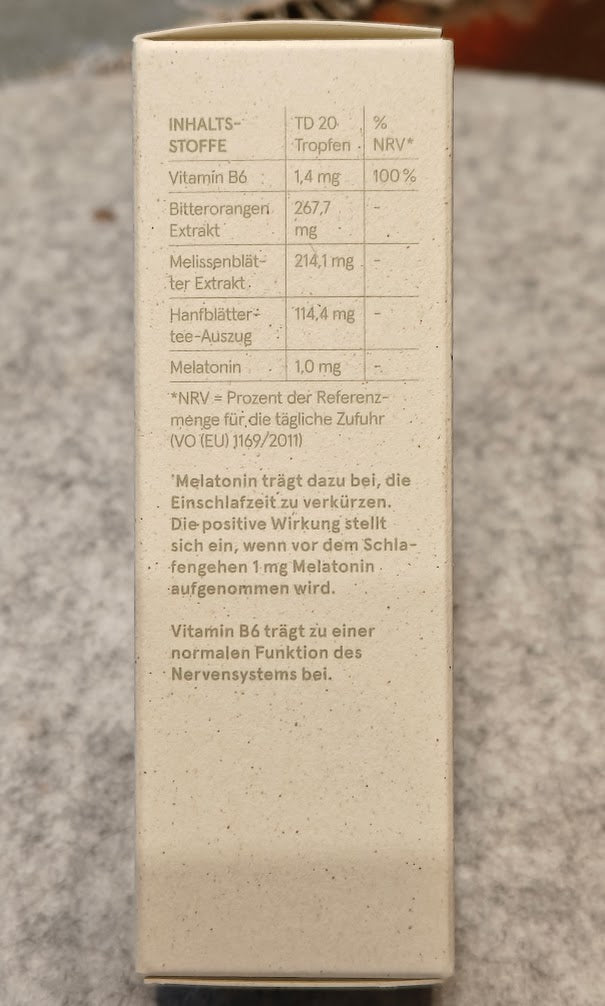 INHALTS- TD 20 %
STOFFE Tropfen NRV*
Vitamin B6 1,4 mg 100 %
Bitterorangen 267,7 -
Extrakt mg
Melissenblät- 214,1 mg -
ter Extrakt
Hanfblätter- 114,4 mg -
tee-Auszug
Melatonin 1,0 mg -
*NRV = Prozent der Referenz-
menge für die tägliche Zufuhr
(VO (EU) 1169/2011)
*Melatonin trägt dazu bei, die
Einschlafzeit zu verkürzen.
Die positive Wirkung stellt
sich ein, wenn vor dem Schla-
fengehen 1 mg Melatonin
aufgenommen wird.
Vitamin B6 trägt zu einer
normalen Funktion des
Nervensystems bei.